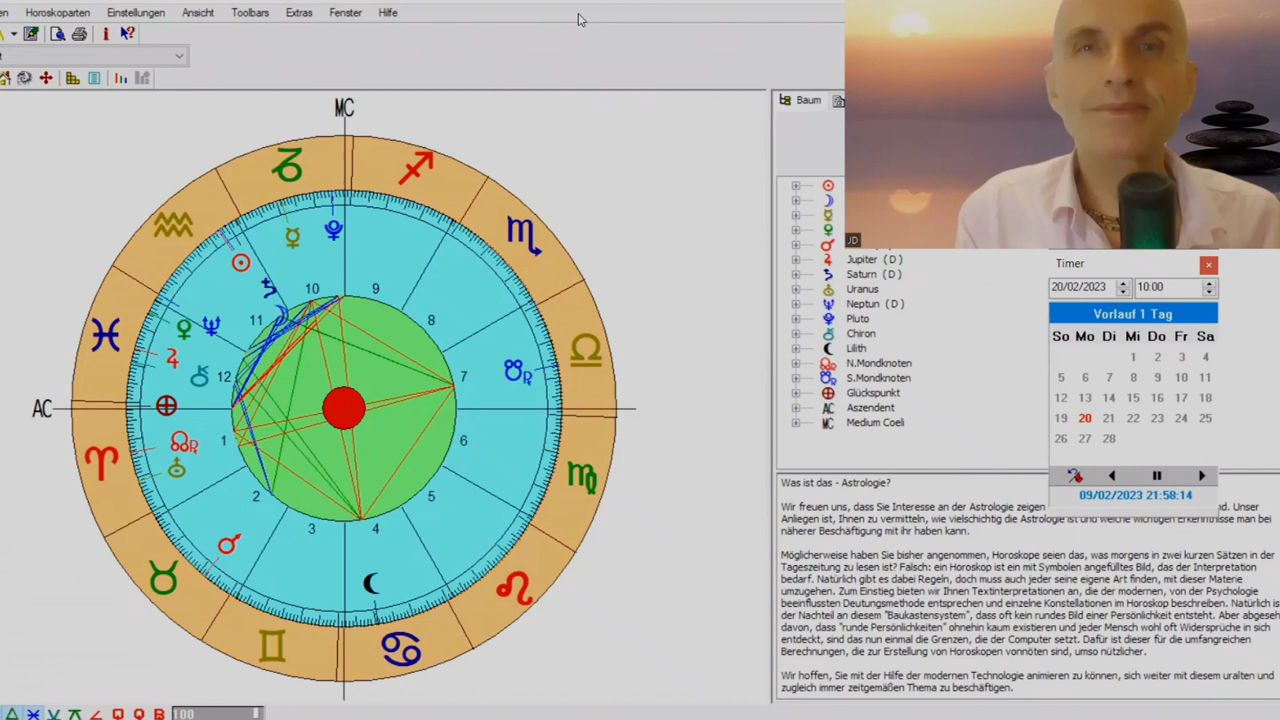 Horoskoparten Einstellungen Ansicht Toolbars Extras Fenster Hilfe
MC
AC
10
9
11
8
12
7
1
6
2
5
3
4
100
Baum
JD
Jupiter ( D )
Saturn ( D )
Uranus
Neptun ( D )
Pluto
Chiron
Lilith
N.Mondknoten
S.Mondknoten
Glückspunkt
AC Aszendent
MC Medium Coeli
Timer
20/02/2023 10:00
Vorlauf 1 Tag
So Mo Di Mi Do Fr Sa
1 2 3 4
5 6 7 8 9 10 11
12 13 14 15 16 17 18
19 20 21 22 23 24 25
26 27 28
09/02/2023 21:58:14
Was ist das - Astrologie?
Wir freuen uns, dass Sie Interesse an der Astrologie zeigen
Anliegen ist, Ihnen zu vermitteln, wie vielschichtig die Astrologie ist und welche wichtigen Erkenntnisse man bei
näherer Beschäftigung mit ihr haben kann.
Möglicherweise haben Sie bisher angenommen, Horoskope seien das, was morgens in zwei kurzen Sätzen in der
Tageszeitung zu lesen ist? Falsch: ein Horoskop ist ein mit Symbolen angefülltes Bild, das der Interpretation
bedarf. Natürlich gibt es dabei Regeln, doch muss auch jeder seine eigene Art finden, mit dieser Materie
umzugehen. Zum Einstieg bieten wir Ihnen Textinterpretationen an, die der modernen, von der Psychologie
beeinflussten Deutungsmethode entsprechen und einzelne Konstellationen im Horoskop beschreiben. Natürlich ist
der Nachteil an diesem "Baukastensystem", dass oft kein rundes Bild einer Persönlichkeit entsteht. Aber abgesehe
davon, dass "runde Persönlichkeiten" ohnehin kaum existieren und jeder Mensch wohl oft Widersprüche in sich
entdeckt, sind das nun einmal die Grenzen, die der Computer setzt. Dafür ist dieser für die umfangreichen
Berechnungen, die zur Erstellung von Horoskopen vonnöten sind, umso nützlicher.
Wir hoffen, Sie mit der Hilfe der modernen Technologie animieren zu können, sich weiter mit diesem uralten und
zugleich immer zeitgemäßen Thema zu beschäftigen.